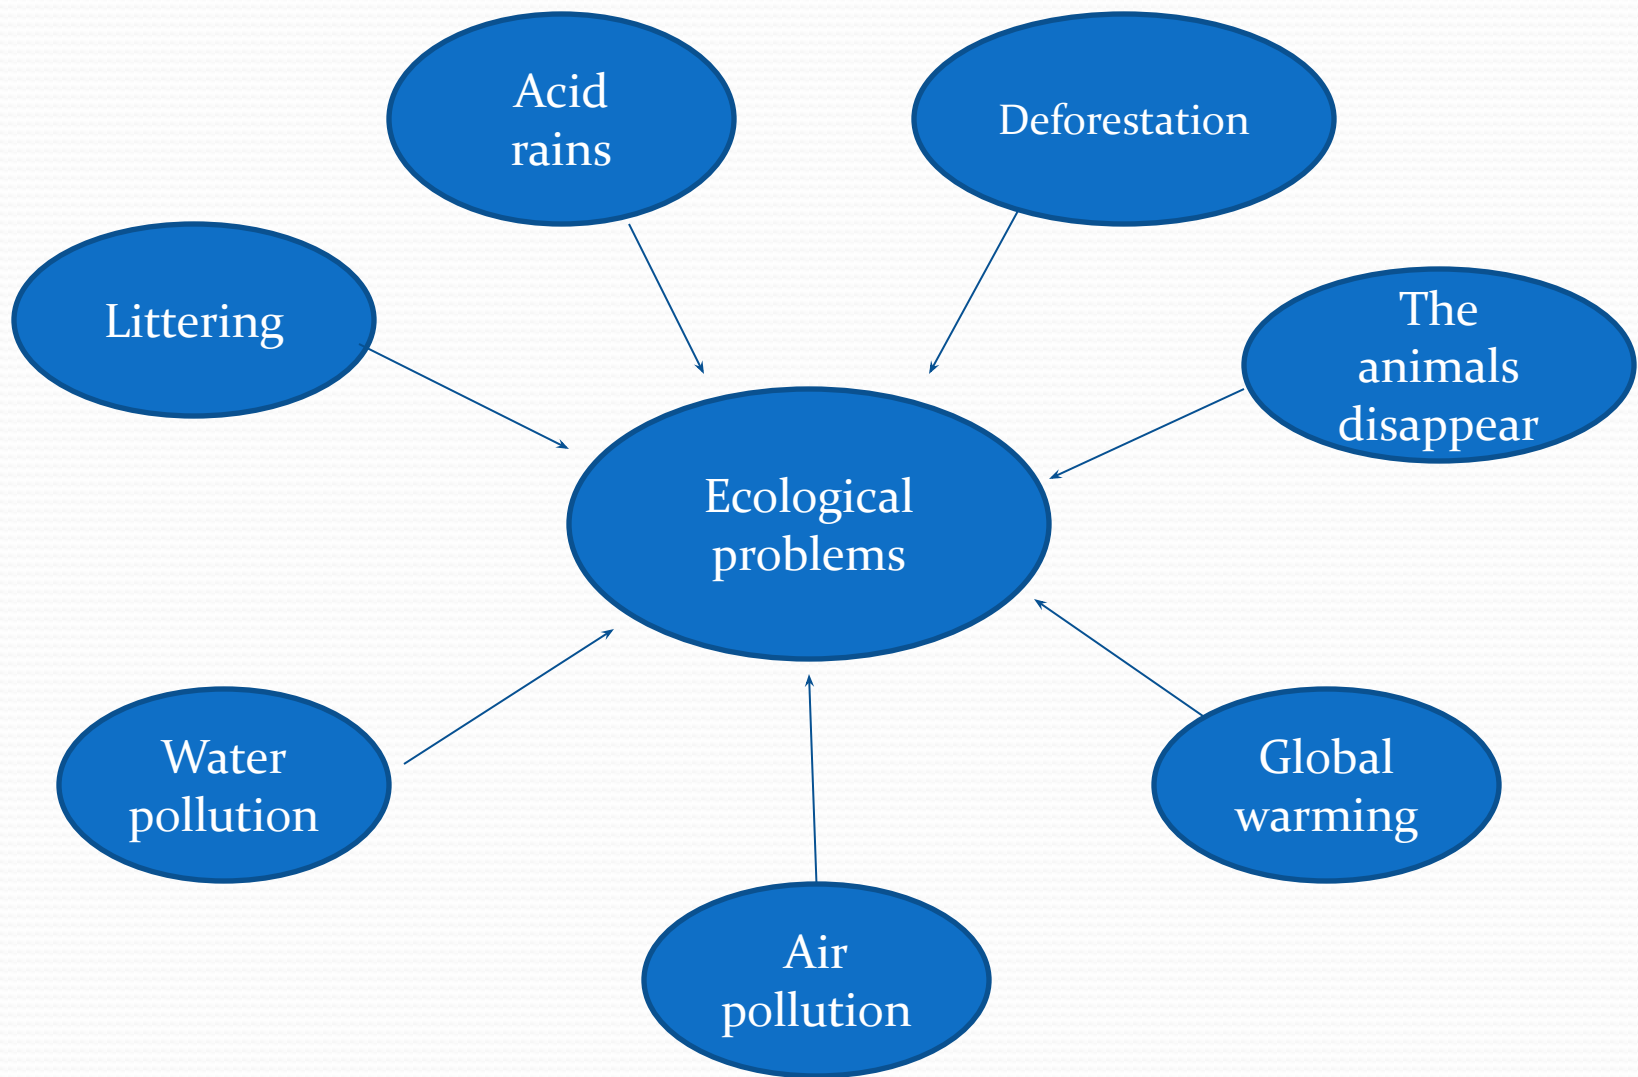 Acid
rains
Deforestation
Littering
The
animals
disappear
Ecological
problems
Water
pollution
Global
warming
Air
pollution